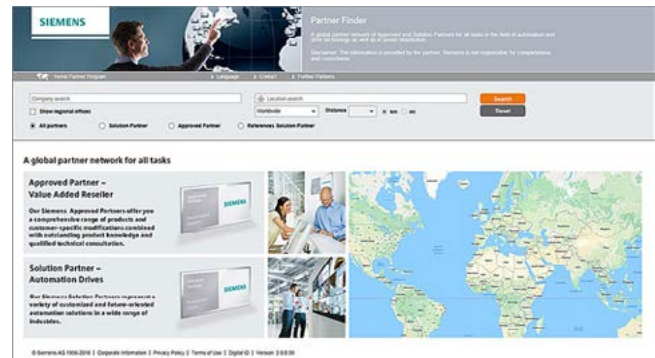 SIEMENS
Partner Finder
A global partner network of Approved and Solution Partners for all tasks in the field of automation and
drive technology as well as in power distribution.
Disclaimer: The information is provided by the partner. Siemens is not responsible for completeness
and correctness.
Home Partner Program
Language
Contact
Further Partners
Company search
Location search
Search
Show regional offices
Worldwide
Distance
km
mi
Reset
All partners
Solution Partner
Approved Partner
References Solution Partner
A global partner network for all tasks
Approved Partner –
Value Added Reseller
Our Siemens Approved Partners offer you
a comprehensive range of products and
customer-specific modifications combined
with outstanding product knowledge and
qualified technical consultation.
SIEMENS
Solution Partner –
Automation Drives
Our Siemens Solution Partners represent a
variety of customized and future-oriented
automation solutions in a wide range of
industries.
SIEMENS
© Siemens AG 1996-2018 | Corporate Information | Privacy Policy | Terms of Use | Digital ID | Version